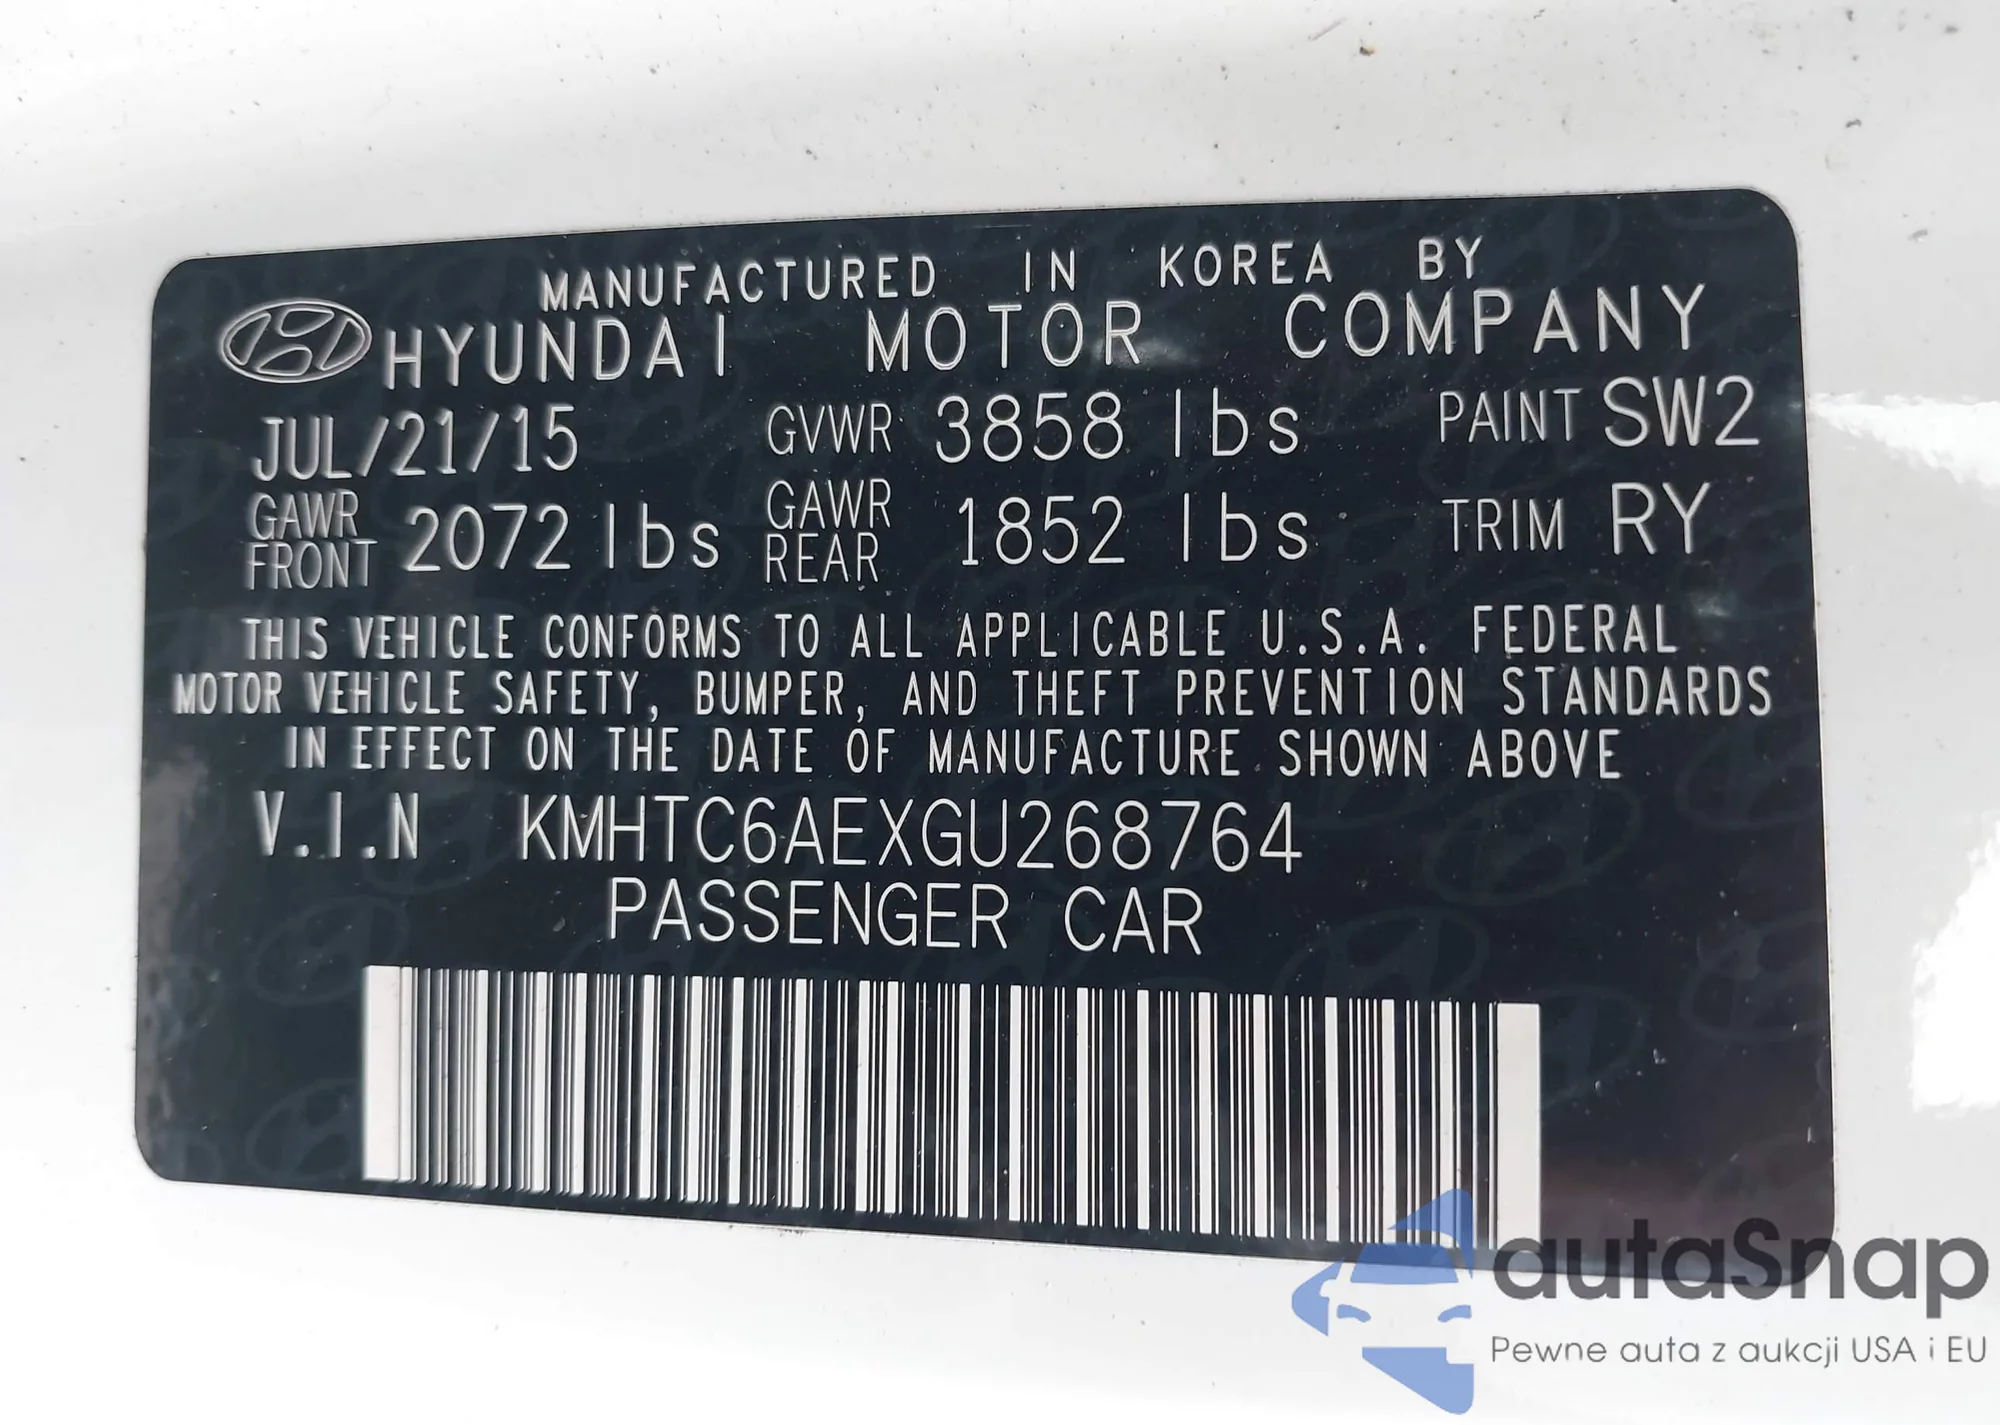 MANUFACTURED IN KOREA BY
HYUNDAI MOTOR COMPANY
JUL/21/15 GVWR 3858 lbs PAINT SW2
GAWR FRONT 2072 lbs GAWR REAR 1852 lbs TRIM RY
THIS VEHICLE CONFORMS TO ALL APPLICABLE U.S.A. FEDERAL
MOTOR VEHICLE SAFETY, BUMPER, AND THEFT PREVENTION STANDARDS
IN EFFECT ON THE DATE OF MANUFACTURE SHOWN ABOVE
V.I.N KMHTC6AEXGU268764
PASSENGER CAR
autaSnap
Pewne auta z aukcji USA i EU